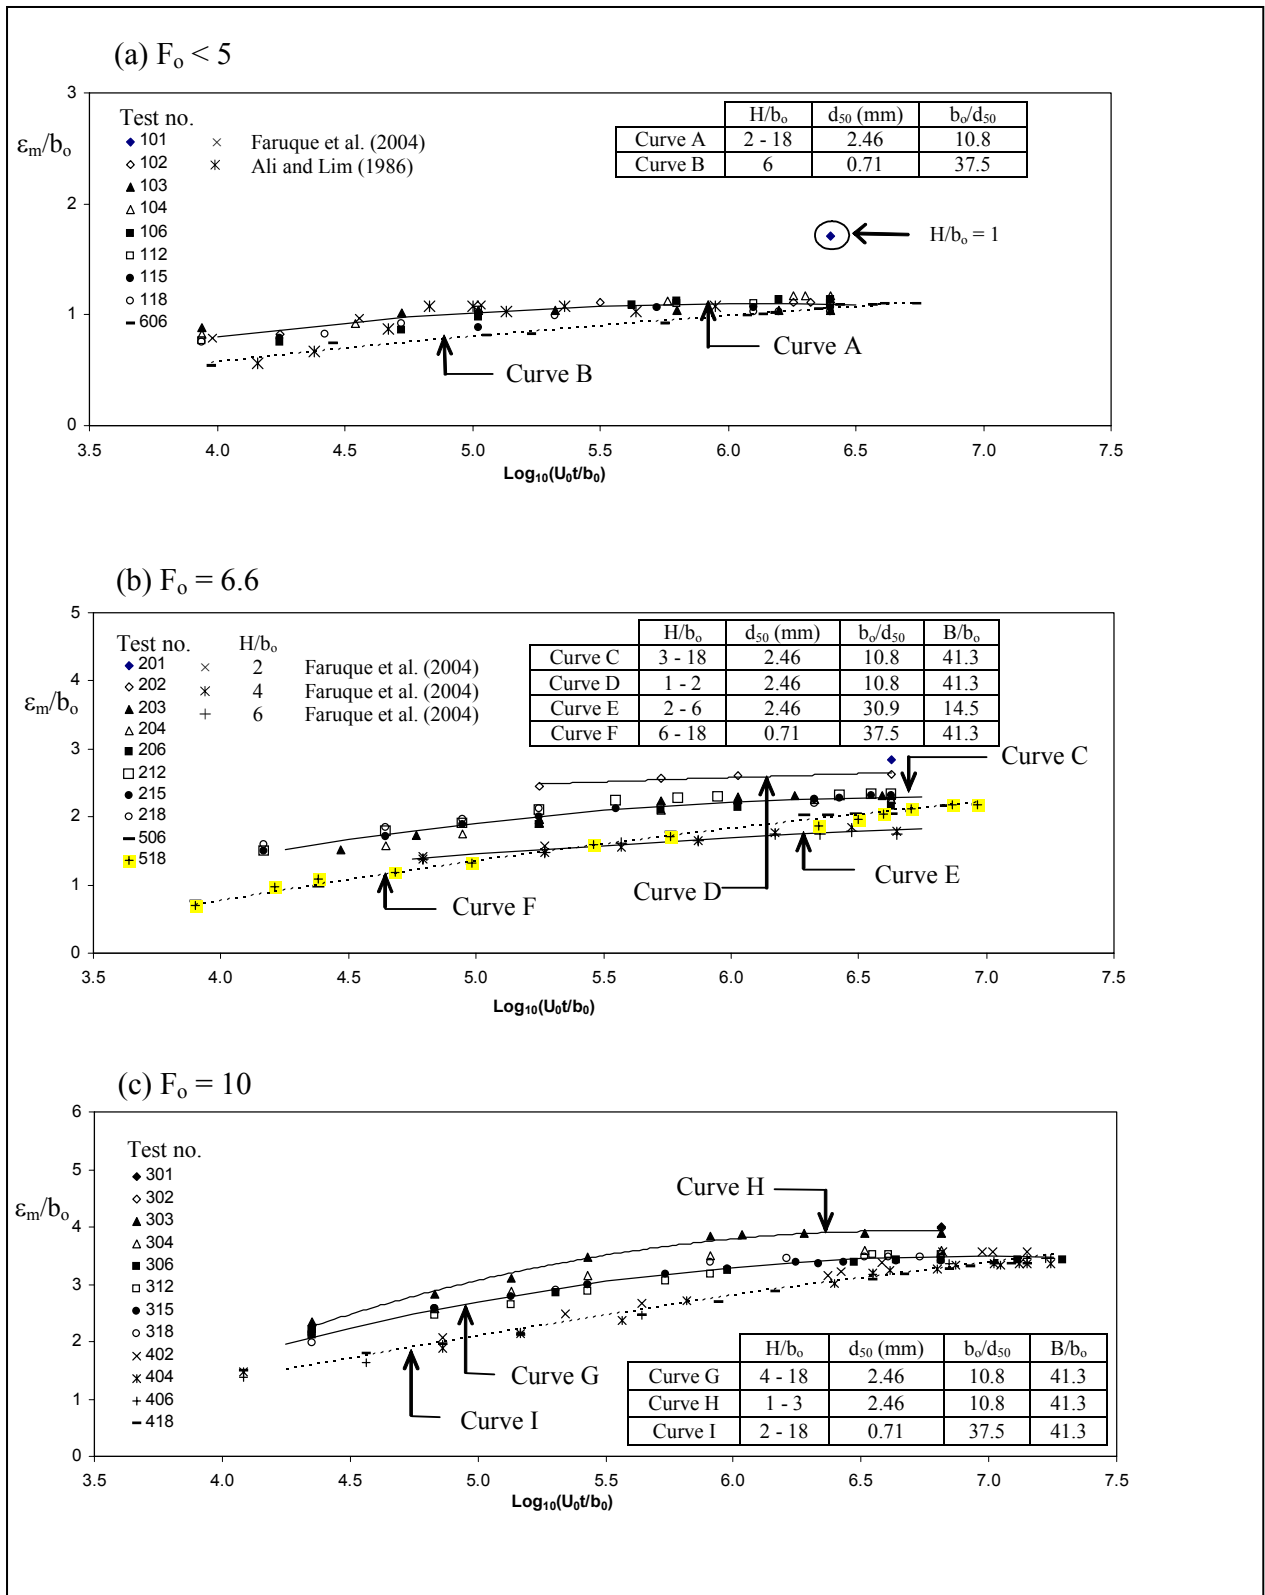 (a) Fₒ < 5
εₘ/bₒ
3
2
1
0
3.5 4.0 4.5 5.0 5.5 6.0 6.5 7.0 7.5
Log₁₀(U₀t/b₀)
Test no.
101 Faruque et al. (2004)
102 Ali and Lim (1986)
103
104
106
112
115
118
606
H/bₒ d₅₀ (mm) bₒ/d₅₀
Curve A 2 - 18 2.46 10.8
Curve B 6 0.71 37.5
H/bₒ = 1
Curve A
Curve B
(b) Fₒ = 6.6
εₘ/bₒ
5
4
3
2
1
0
3.5 4.0 4.5 5.0 5.5 6.0 6.5 7.0 7.5
Log₁₀(U₀t/b₀)
Test no. H/bₒ
201 2 Faruque et al. (2004)
202 4 Faruque et al. (2004)
203 6 Faruque et al. (2004)
204
206
212
215
218
506
518
H/bₒ d₅₀ (mm) bₒ/d₅₀ B/bₒ
Curve C 3 - 18 2.46 10.8 41.3
Curve D 1 - 2 2.46 10.8 41.3
Curve E 2 - 6 2.46 30.9 14.5
Curve F 6 - 18 0.71 37.5 41.3
Curve C
Curve E
Curve D
Curve F
(c) Fₒ = 10
εₘ/bₒ
6
5
4
3
2
1
0
3.5 4.0 4.5 5.0 5.5 6.0 6.5 7.0 7.5
Log₁₀(U₀t/b₀)
Test no.
301
302
303
304
306
312
315
318
402
404
406
418
Curve H
Curve G
Curve I
H/bₒ d₅₀ (mm) bₒ/d₅₀ B/bₒ
Curve G 4 - 18 2.46 10.8 41.3
Curve H 1 - 3 2.46 10.8 41.3
Curve I 2 - 18 0.71 37.5 41.3